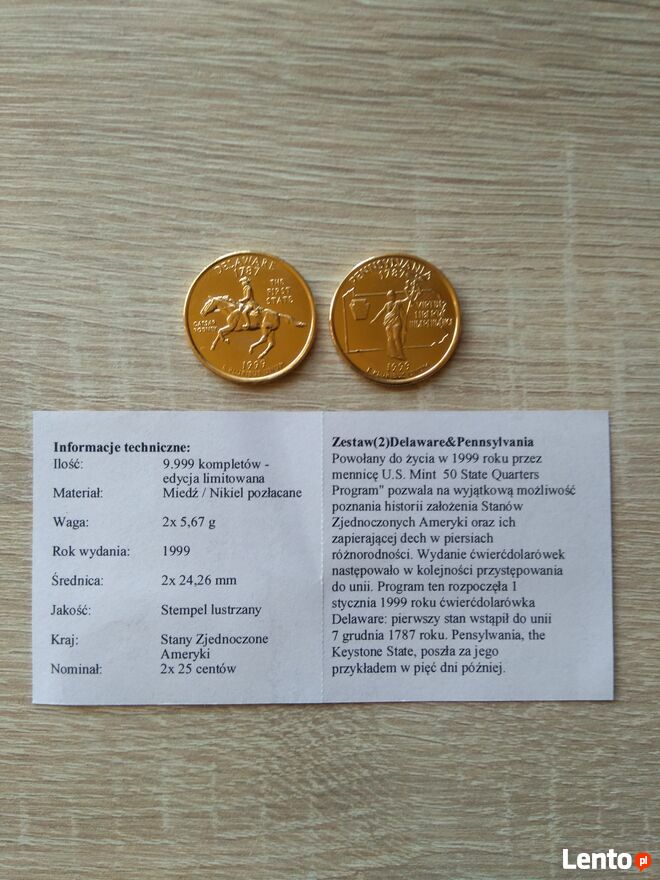 DELAWARE
1787
THE
FIRST
STATE
CAESAR
RODNEY
1999
E PLURIBUS UNUM
PENNSYLVANIA
1787
VIRTUE
LIBERTY
INDEPENDENCE
1999
E PLURIBUS UNUM
Informacje techniczne:
Ilość: 9.999 kompletów -
edycja limitowana
Materiał: Miedź / Nikiel pozłacane
Waga: 2x 5,67 g
Rok wydania: 1999
Średnica: 2x 24,26 mm
Jakość: Stempel lustrzany
Kraj: Stany Zjednoczone
Ameryki
Nominał: 2x 25 centów
Zestaw(2)Delaware&Pennsylvania
Powołany do życia w 1999 roku przez
mennicę U.S. Mint 50 State Quarters
Program" pozwala na wyjątkową możliwość
poznania historii założenia Stanów
Zjednoczonych Ameryki oraz ich
zapierającej dech w piersiach
różnorodności. Wydanie ćwierćdolarówek
następowało w kolejności przystępowania
do unii. Program ten rozpoczęła 1
stycznia 1999 roku ćwierćdolarówka
Delaware: pierwszy stan wstąpił do unii
7 grudnia 1787 roku. Pensylwania, the
Keystone State, poszła za jego
przykładem w pięć dni później.
Lento.pl